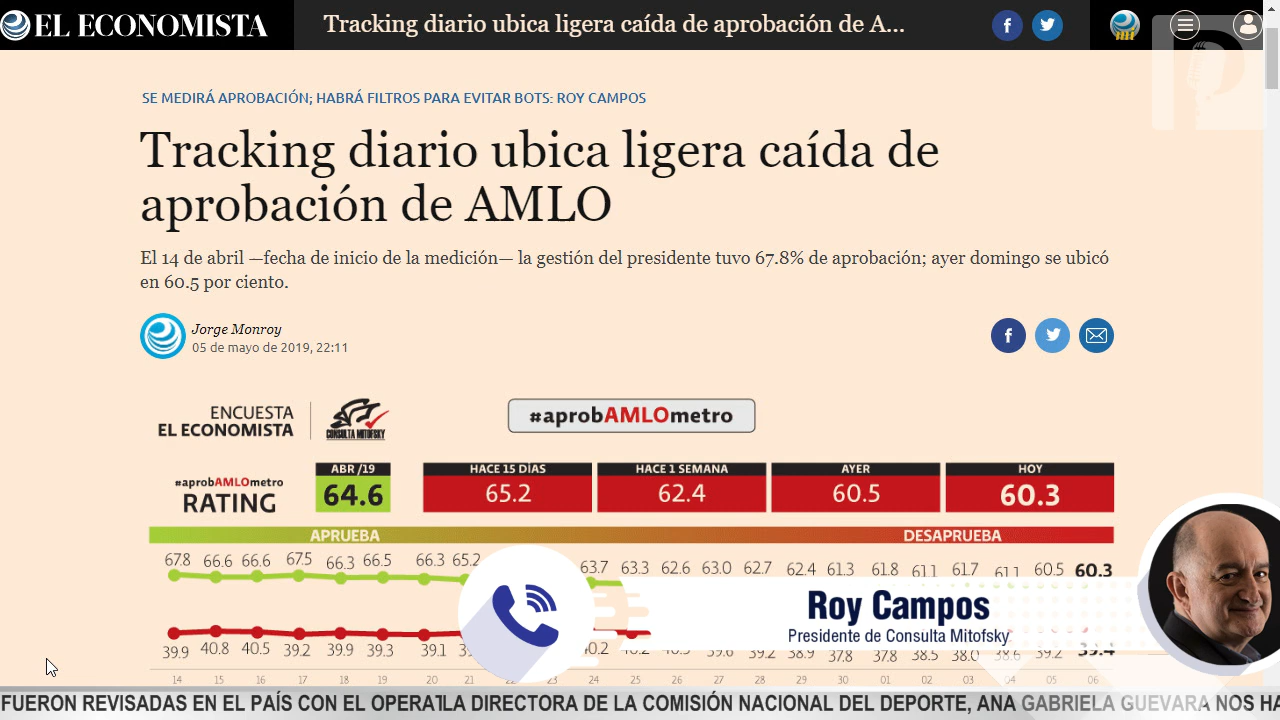 EL ECONOMISTA
Tracking diario ubica ligera caída de aprobación de A...
SE MEDIRÁ APROBACIÓN; HABRÁ FILTROS PARA EVITAR BOTS: ROY CAMPOS
Tracking diario ubica ligera caída de
aprobación de AMLO
El 14 de abril —fecha de inicio de la medición— la gestión del presidente tuvo 67.8% de aprobación; ayer domingo se ubicó
en 60.5 por ciento.
Jorge Monroy
05 de mayo de 2019, 22:11
ENCUESTA
EL ECONOMISTA
CONSULTA MITOFSKY
#aprobAMLOmetro
ABR /19 HACE 15 DÍAS HACE 1 SEMANA AYER HOY
#aprobAMLOmetro
RATING
64.6 65.2 62.4 60.5 60.3
APRUEBA DESAPRUEBA
67.8 66.6 66.6 67.5 66.3 66.5 66.3 65.2 63.7 63.3 62.6 63.0 62.7 62.4 61.3 61.8 61.1 61.7 61.1 60.5 60.3
Roy Campos
Presidente de Consulta Mitofsky
39.9 40.8 40.5 39.2 39.9 39.3 39.1 39.6 39.2 38.9 37.8 37.8 38.5 38.0 38.6 39.2 39.4
14 15 16 17 18 19 20 21 22 23 24 25 26 27 28 29 30 01 02 03 04 05 06
FUERON REVISADAS EN EL PAÍS CON EL OPERATLA DIRECTORA DE LA COMISIÓN NACIONAL DEL DEPORTE, ANA GABRIELA GUEVARA NOS HA